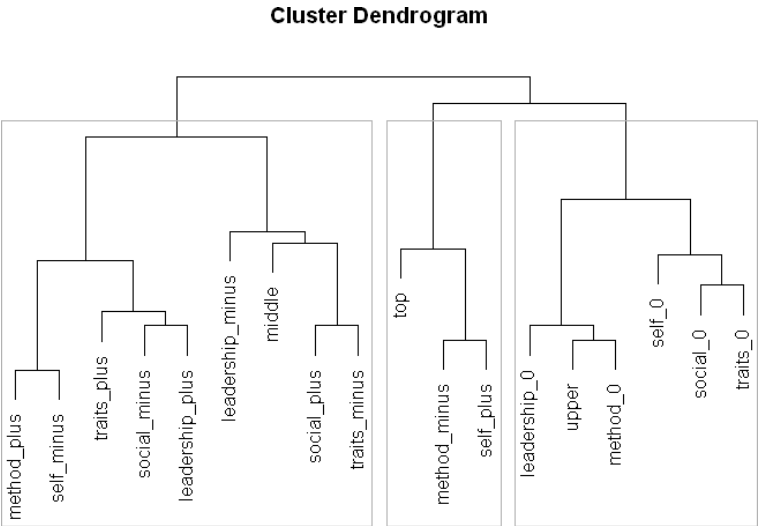 Cluster Dendrogram
method_plus
self_minus
traits_plus
social_minus
leadership_plus
leadership_minus
middle
social_plus
traits_minus
top
method_minus
self_plus
leadership_0
upper
method_0
self_0
social_0
traits_0